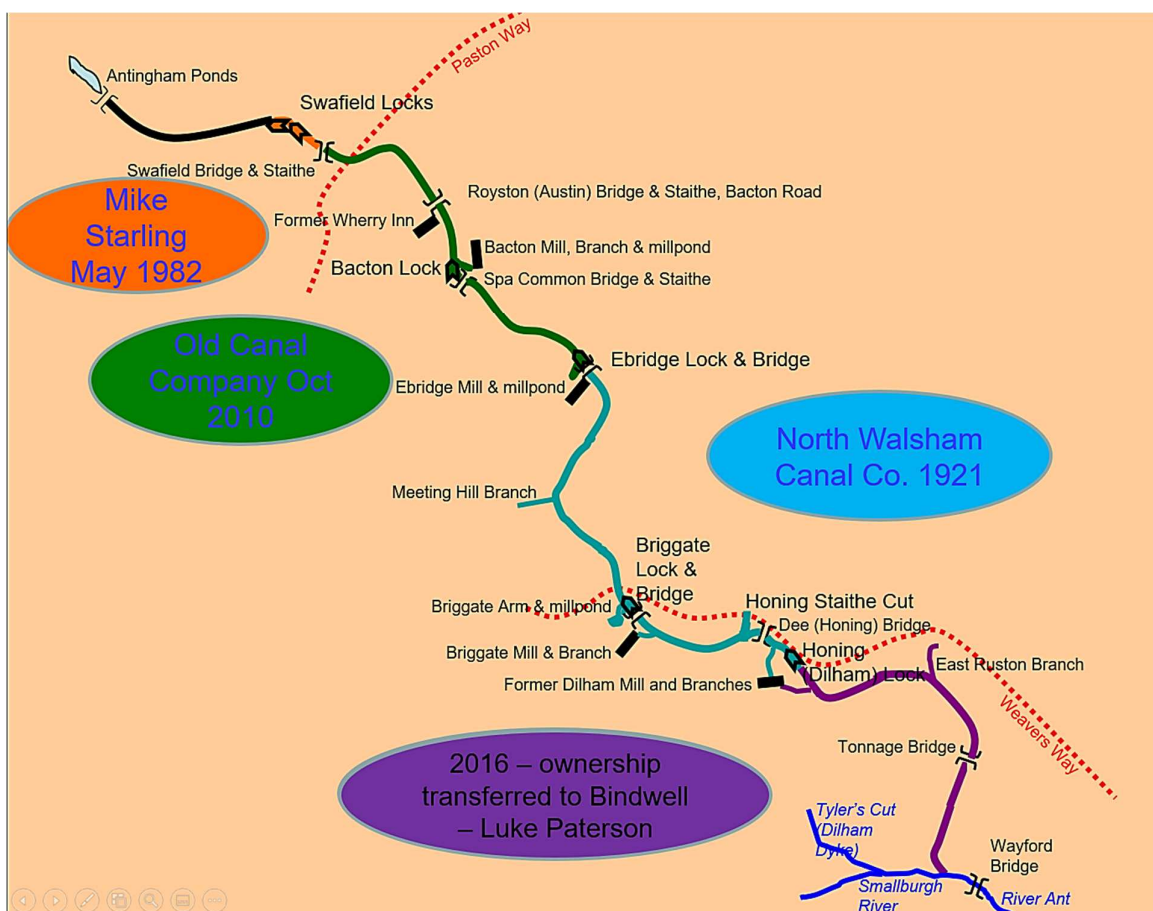 Paston Way
Antingham Ponds
Swafield Locks
Swafield Bridge & Staithe
Mike
Starling
May 1982
Royston (Austin) Bridge & Staithe, Bacton Road
Former Wherry Inn
Bacton Mill, Branch & millpond
Bacton Lock
Spa Common Bridge & Staithe
Old Canal
Company Oct
2010
Ebridge Lock & Bridge
Ebridge Mill & millpond
North Walsham
Canal Co. 1921
Meeting Hill Branch
Briggate
Lock &
Bridge
Briggate Arm & millpond
Honing Staithe Cut
Dee (Honing) Bridge
Briggate Mill & Branch
Honing
(Dilham) Lock
East Ruston Branch
Former Dilham Mill and Branches
Weavers Way
Tonnage Bridge
2016 – ownership
transferred to Bindwell
– Luke Paterson
Tyler's Cut
(Dilham
Dyke)
Wayford
Bridge
Smallburgh
River
River Ant